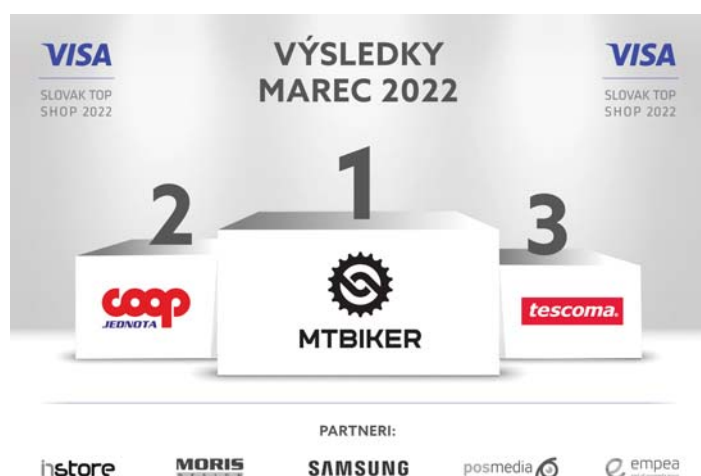 VISA
SLOVAK TOP
SHOP 2022
VÝSLEDKY
MAREC 2022
VISA
SLOVAK TOP
SHOP 2022
2
1
3
coop
JEDNOTA
MTBIKER
tescoma.
PARTNERI:
instore
MORIS
SAMSUNG
posmedia
empea